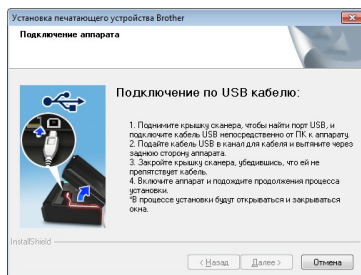 Установка печатающего устройства Brother
Подключение аппарата
Подключение по USB кабелю:
1. Поднимите крышку сканера, чтобы найти порт USB, и
подключите кабель USB непосредственно от ПК к аппарату.
2. Подайте кабель USB в канал для кабеля и вытяните через
заднюю сторону аппарата.
3. Закройте крышку сканера, убедившись, что ей не
препятствует кабель.
4. Включите аппарат и подождите продолжения процесса
установки.
*В процессе установки будут открываться и закрываться
окна.
InstallShield
< Назад Далее > Отмена